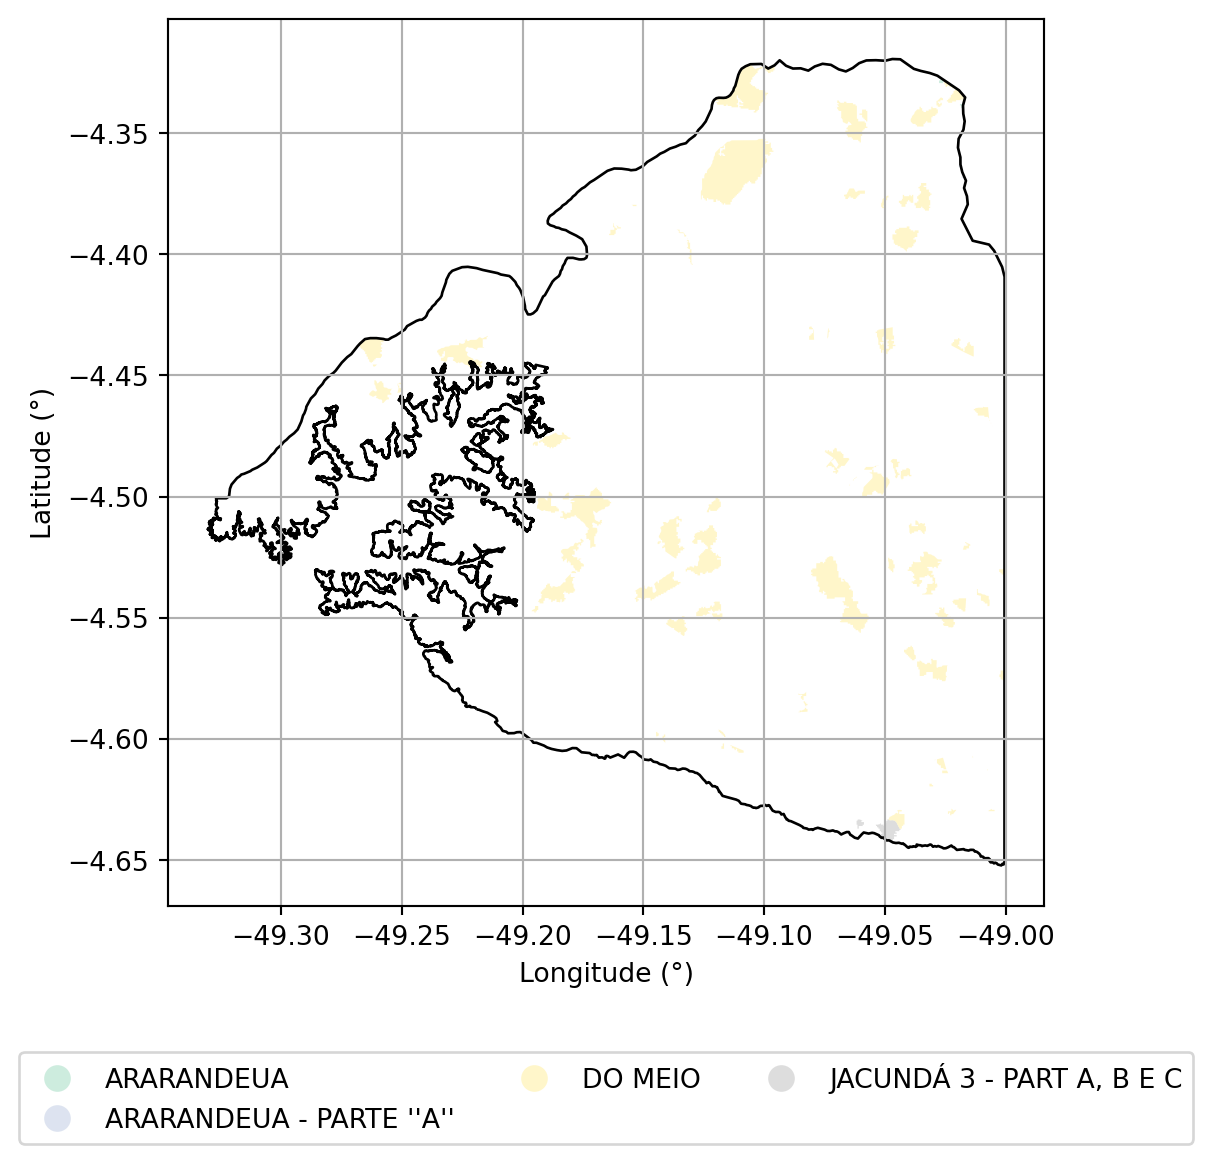 −4.35
−4.40
−4.45
−4.50
−4.55
−4.60
−4.65
Latitude (°)
−49.30 −49.25 −49.20 −49.15 −49.10 −49.05 −49.00
Longitude (°)
ARARANDEUA DO MEIO JACUNDÁ 3 - PART A, B E C
ARARANDEUA - PARTE ''A''